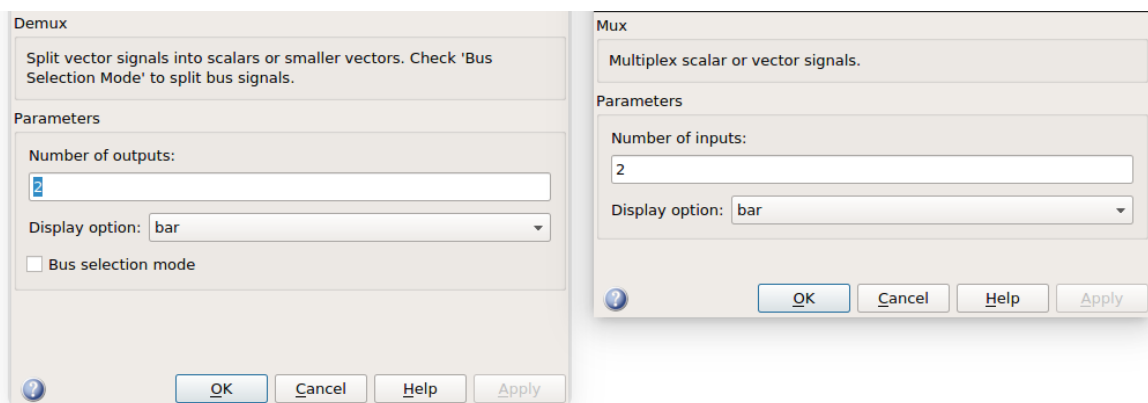 Demux
Split vector signals into scalars or smaller vectors. Check 'Bus
Selection Mode' to split bus signals.
Parameters
Number of outputs:
2
Display option: bar
Bus selection mode
OK Cancel Help Apply
Mux
Multiplex scalar or vector signals.
Parameters
Number of inputs:
2
Display option: bar
OK Cancel Help Apply